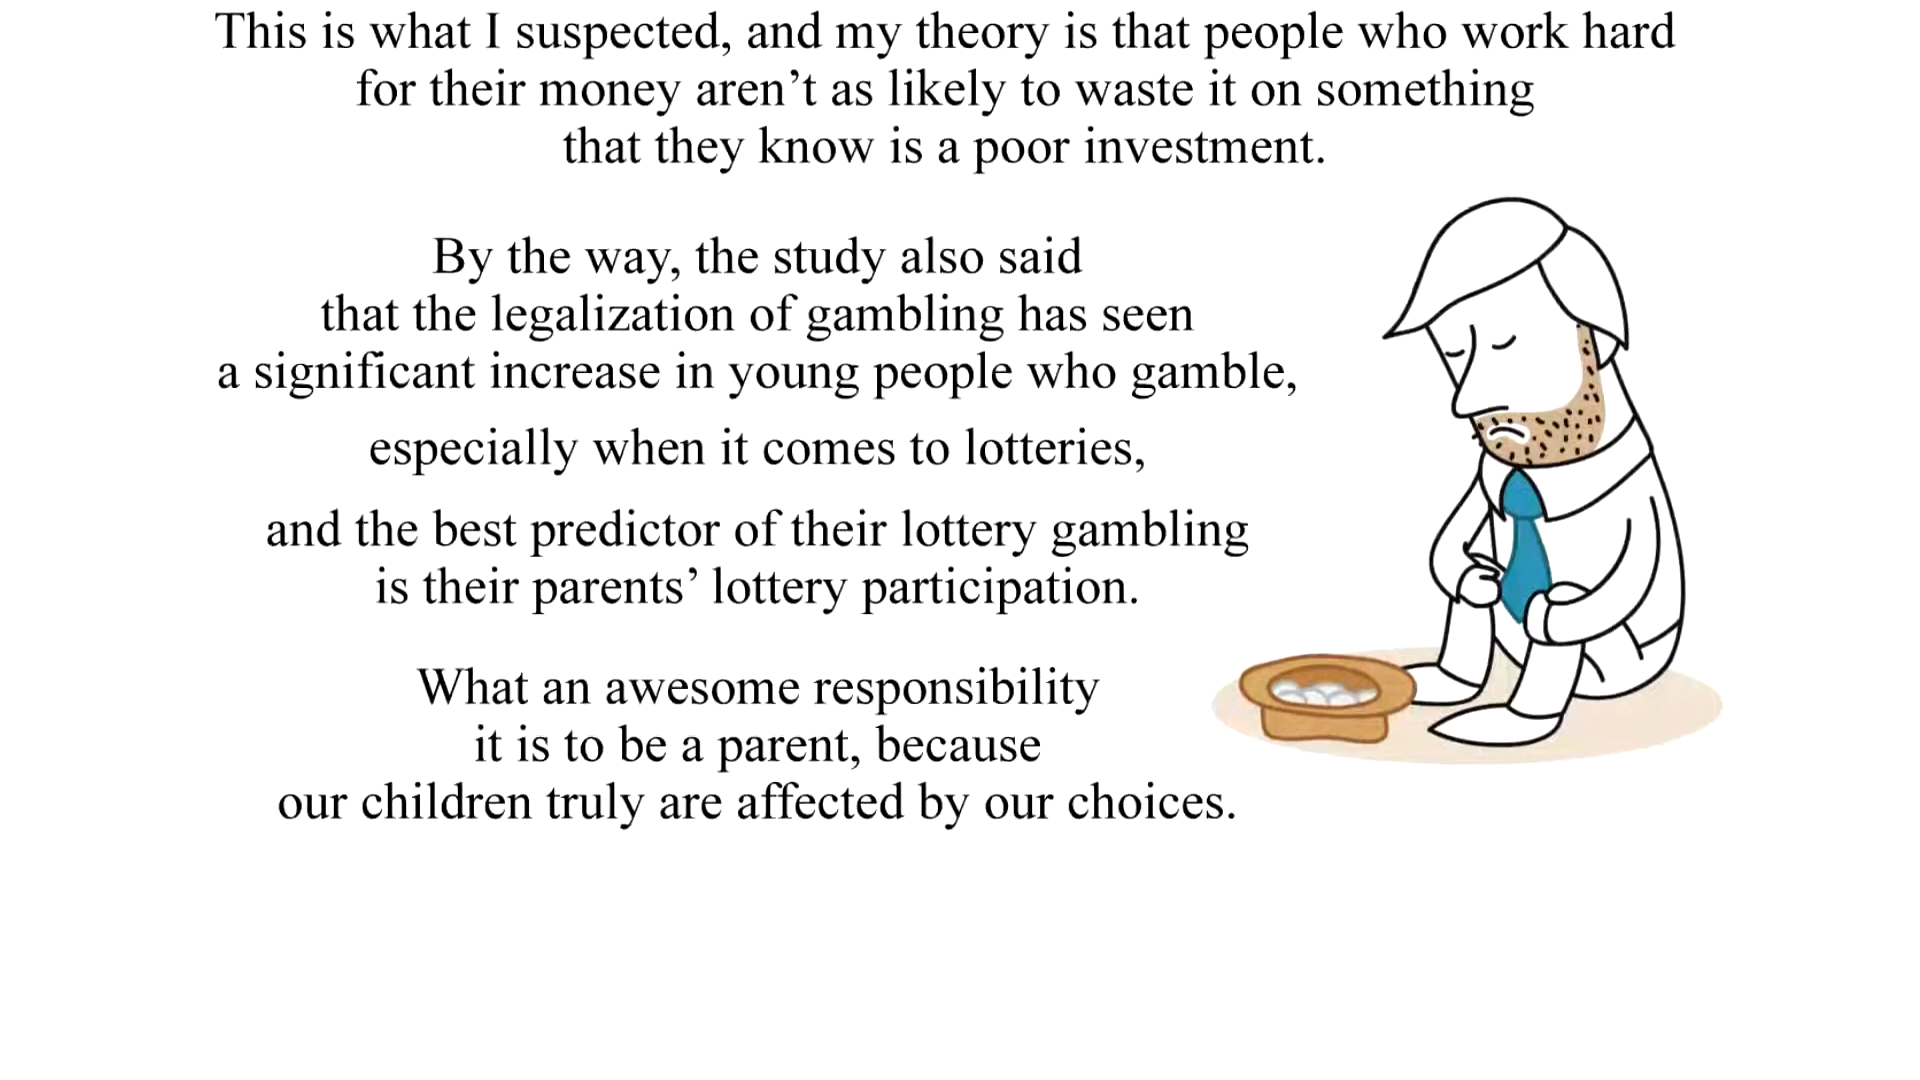 This is what I suspected, and my theory is that people who work hard
for their money aren’t as likely to waste it on something
that they know is a poor investment.
By the way, the study also said
that the legalization of gambling has seen
a significant increase in young people who gamble,
especially when it comes to lotteries,
and the best predictor of their lottery gambling
is their parents’ lottery participation.
What an awesome responsibility
it is to be a parent, because
our children truly are affected by our choices.